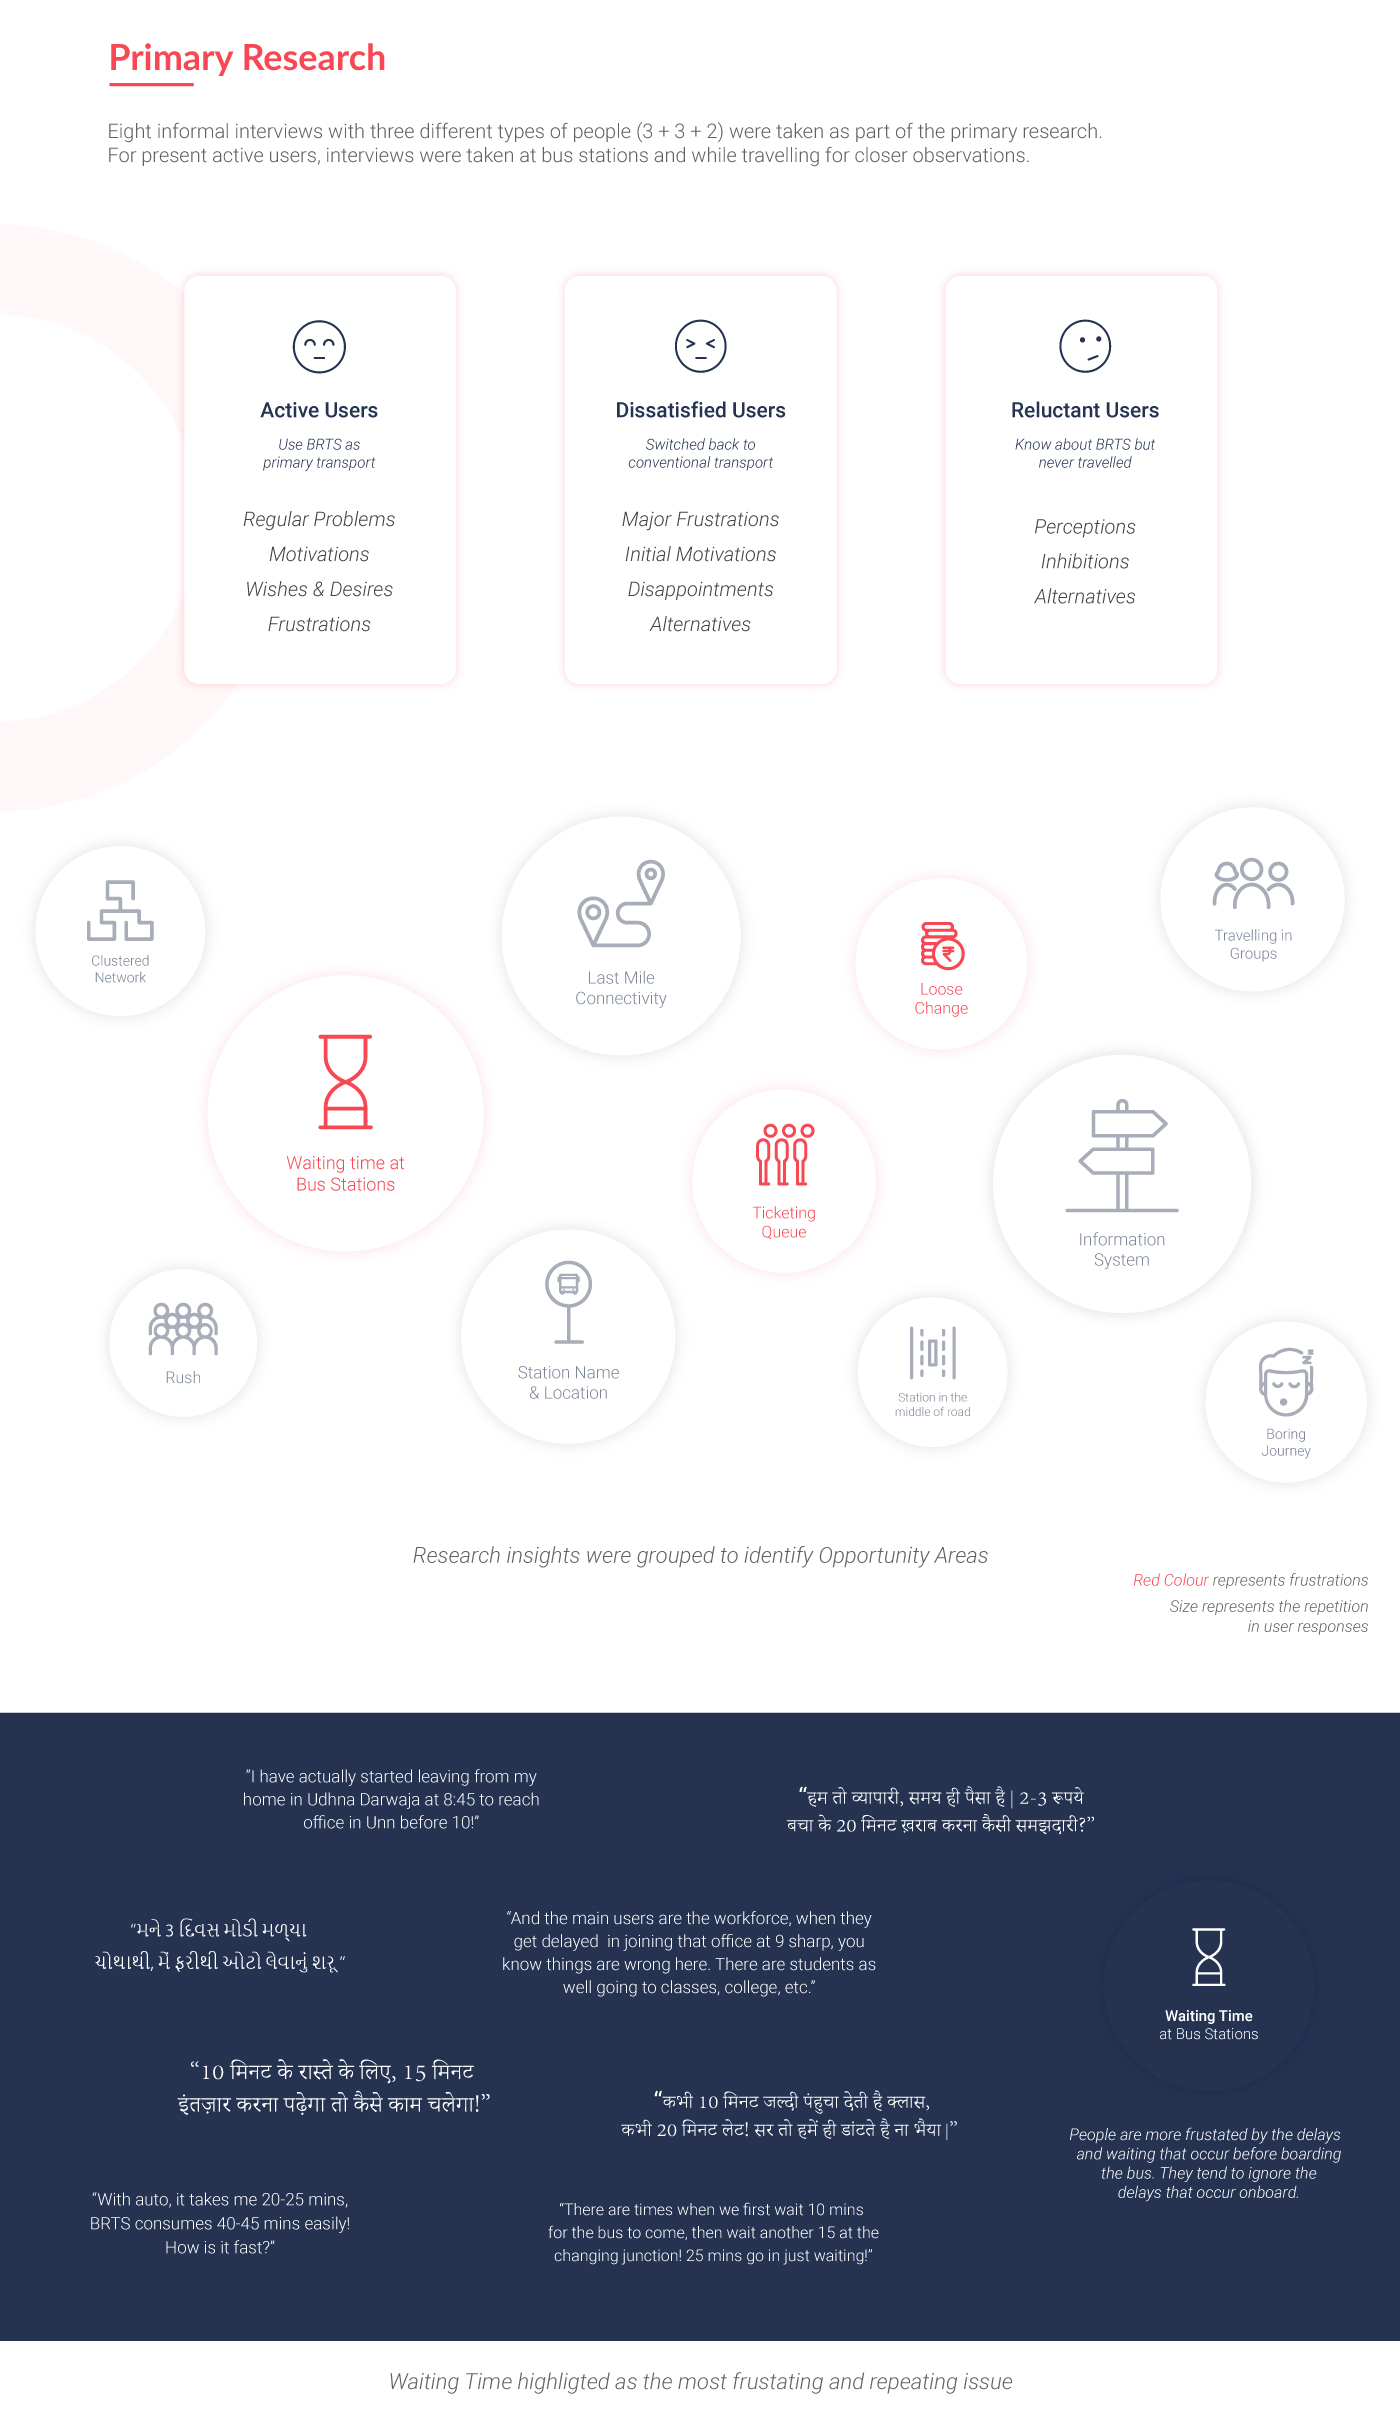 Primary Research
Eight informal interviews with three different types of people (3 + 3 + 2) were taken as part of the primary research.
For present active users, interviews were taken at bus stations and while travelling for closer observations.
Active Users
Use BRTS as
primary transport
Regular Problems
Motivations
Wishes & Desires
Frustrations
Dissatisfied Users
Switched back to
conventional transport
Major Frustrations
Initial Motivations
Disappointments
Alternatives
Reluctant Users
Know about BRTS but
never travelled
Perceptions
Inhibitions
Alternatives
Clustered
Network
Last Mile
Connectivity
Loose
Change
Travelling in
Groups
Waiting time at
Bus Stations
Ticketing
Queue
Information
System
Rush
Station Name
& Location
Station in the
middle of road
Boring
Journey
Research insights were grouped to identify Opportunity Areas
Red Colour represents frustrations
Size represents the repetition
in user responses
“I have actually started leaving from my
home in Udhna Darwaja at 8:45 to reach
office in Unn before 10!”
“हम तो व्यापारी, समय ही पैसा है | 2-3 रूपये
बचा के 20 मिनट ख़राब करना कैसी समझदारी?”
“મને 3 દિવસ મોડી મળ્યા
ચોથાથી, મેં ફરીથી ઓટો લેવાનું શરૂ “
“And the main users are the workforce, when they
get delayed in joining that office at 9 sharp, you
know things are wrong here. There are students as
well going to classes, college, etc.”
Waiting Time
at Bus Stations
“10 मिनट के रास्ते के लिए, 15 मिनट
इंतज़ार करना पढ़ेगा तो कैसे काम चलेगा!”
“कभी 10 मिनट जल्दी पंहुचा देती है क्लास,
कभी 20 मिनट लेट! सर तो हमें ही डांटते है ना भैया |”
People are more frustated by the delays
and waiting that occur before boarding
the bus. They tend to ignore the
delays that occur onboard.
“With auto, it takes me 20-25 mins,
BRTS consumes 40-45 mins easily!
How is it fast?”
“There are times when we first wait 10 mins
for the bus to come, then wait another 15 at the
changing junction! 25 mins go in just waiting!”
Waiting Time highligted as the most frustating and repeating issue